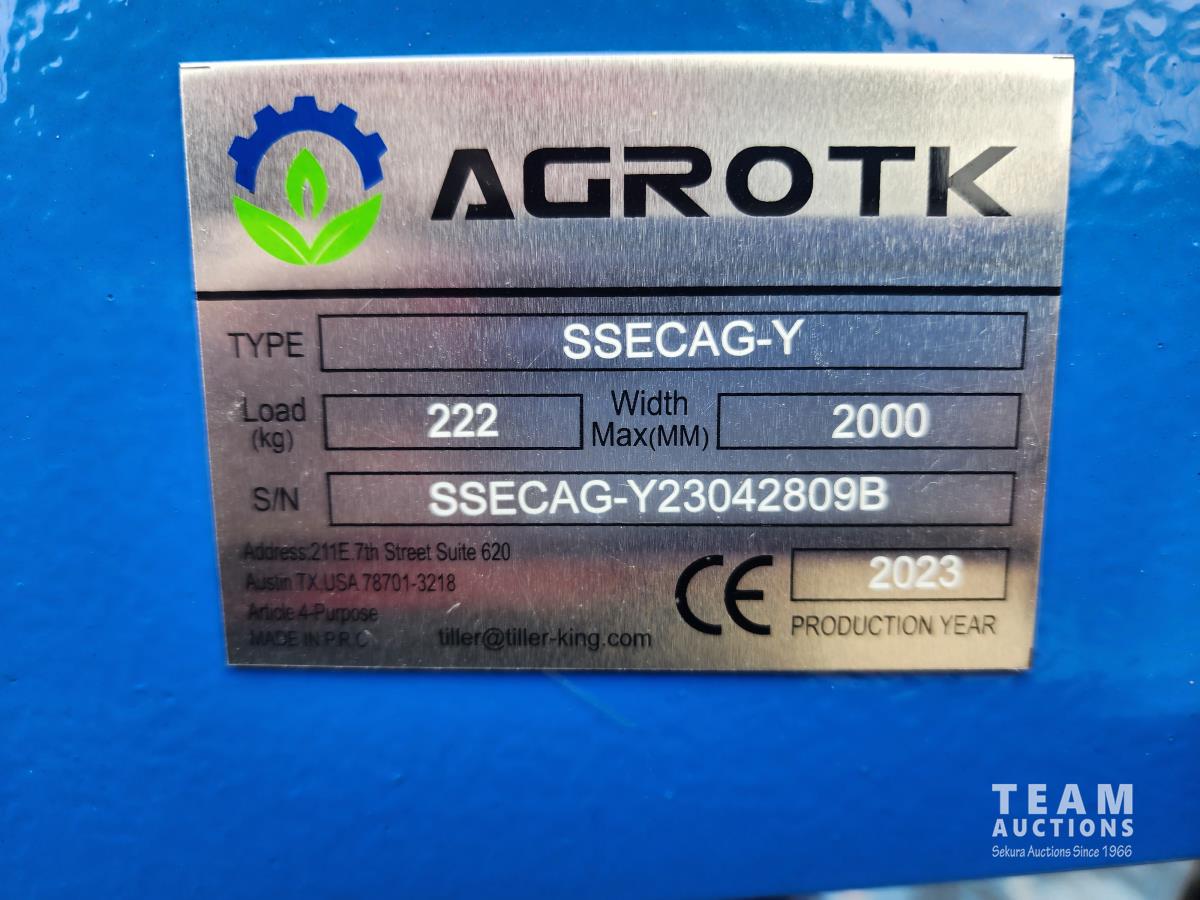 AGROTK
TYPE SSECAG-Y
Load (kg) 222 Width Max(MM) 2000
S/N SSECAG-Y23042809B
Address:211E.7th Street Suite 620
Austin TX.USA 78701-3218
Article 4-Purpose
MADE IN P.R.C tiller@tiller-king.com
CE 2023
PRODUCTION YEAR
TEAM
AUCTIONS
Sekura Auctions Since 1966